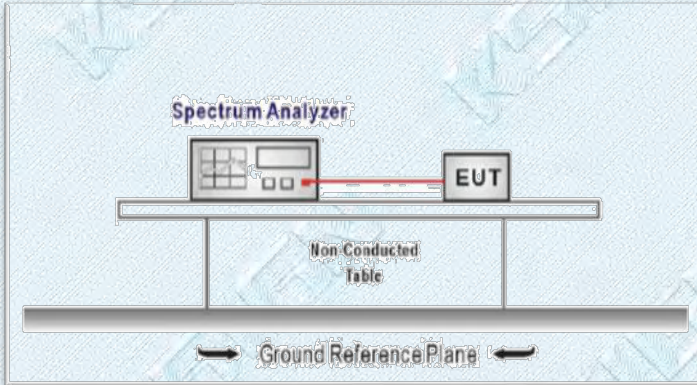 Spectrum Analyzer
EUT
Non-Conducted
Table
Ground Reference Plane